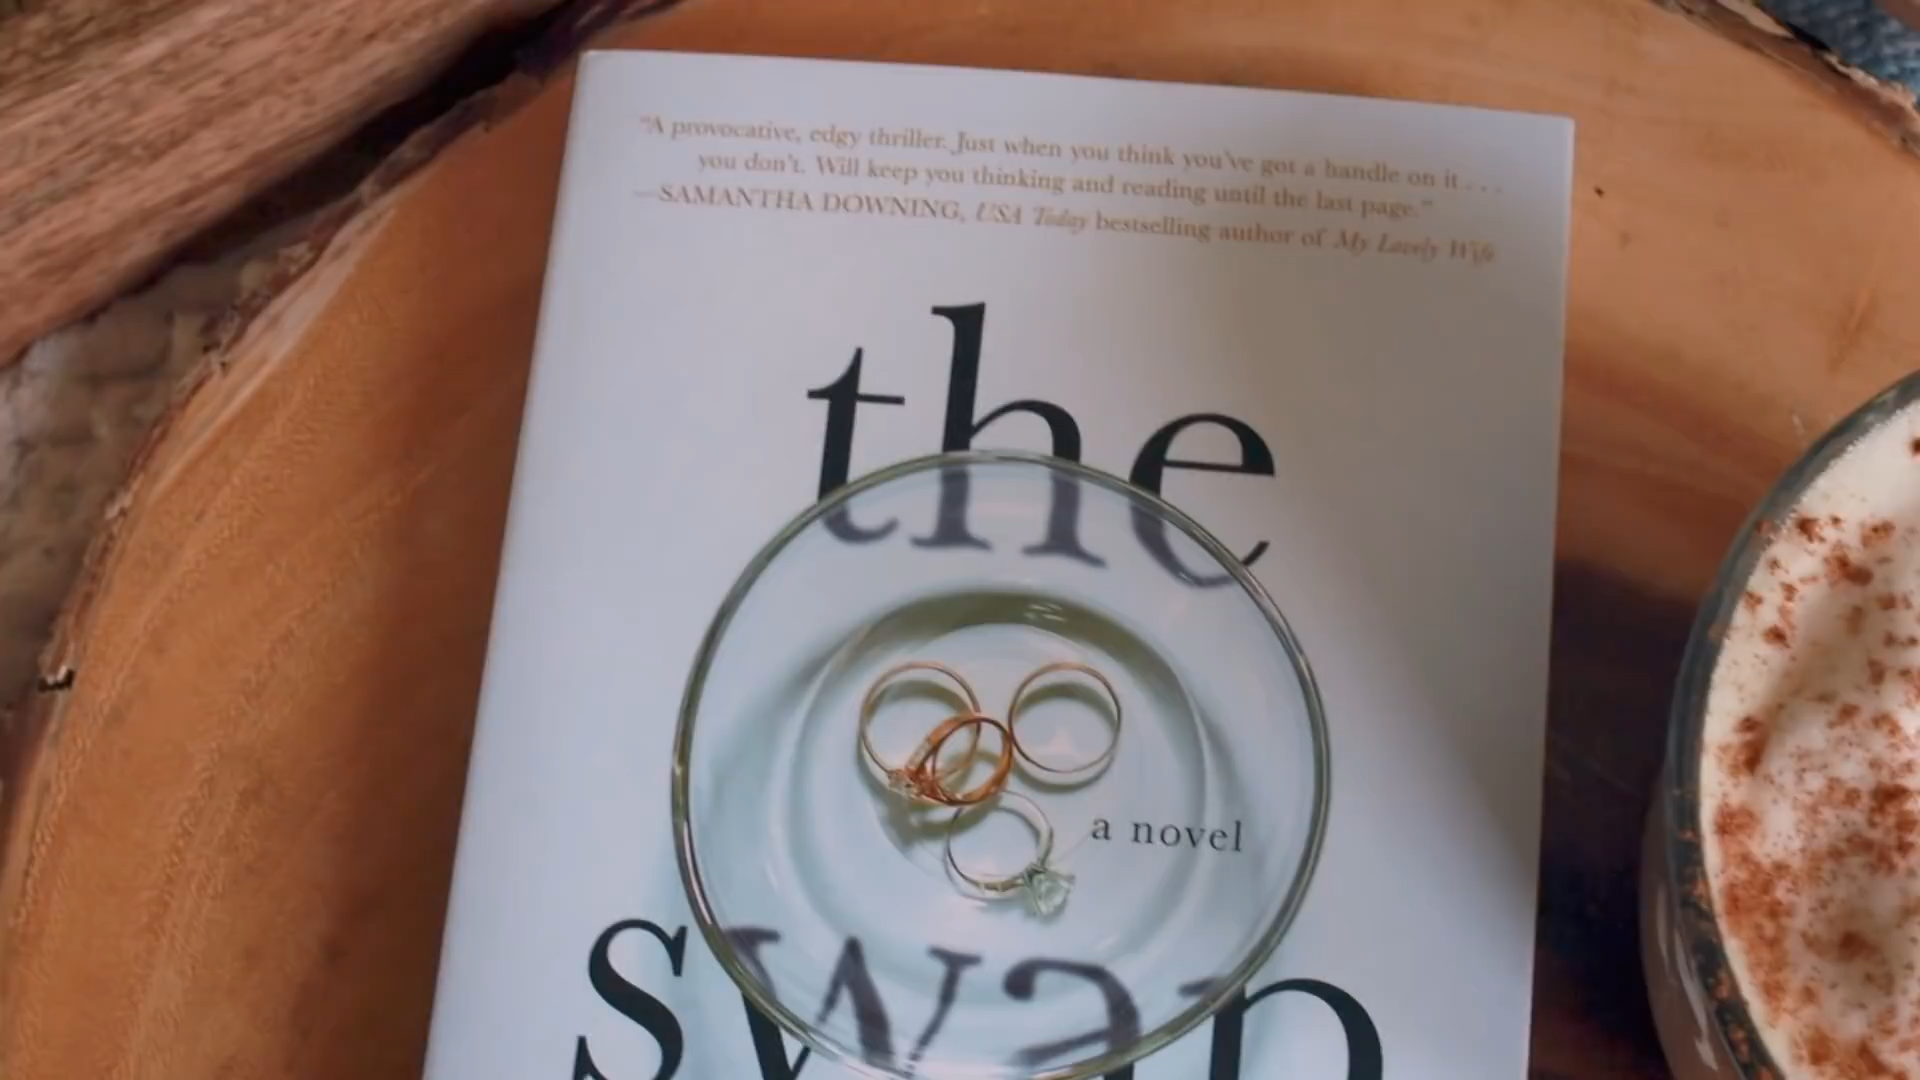 “A provocative, edgy thriller. Just when you think you’ve got a handle on it . . .
you don’t. Will keep you thinking and reading until the last page.”
—SAMANTHA DOWNING, USA Today bestselling author of My Lovely Wife
the
a novel
swap